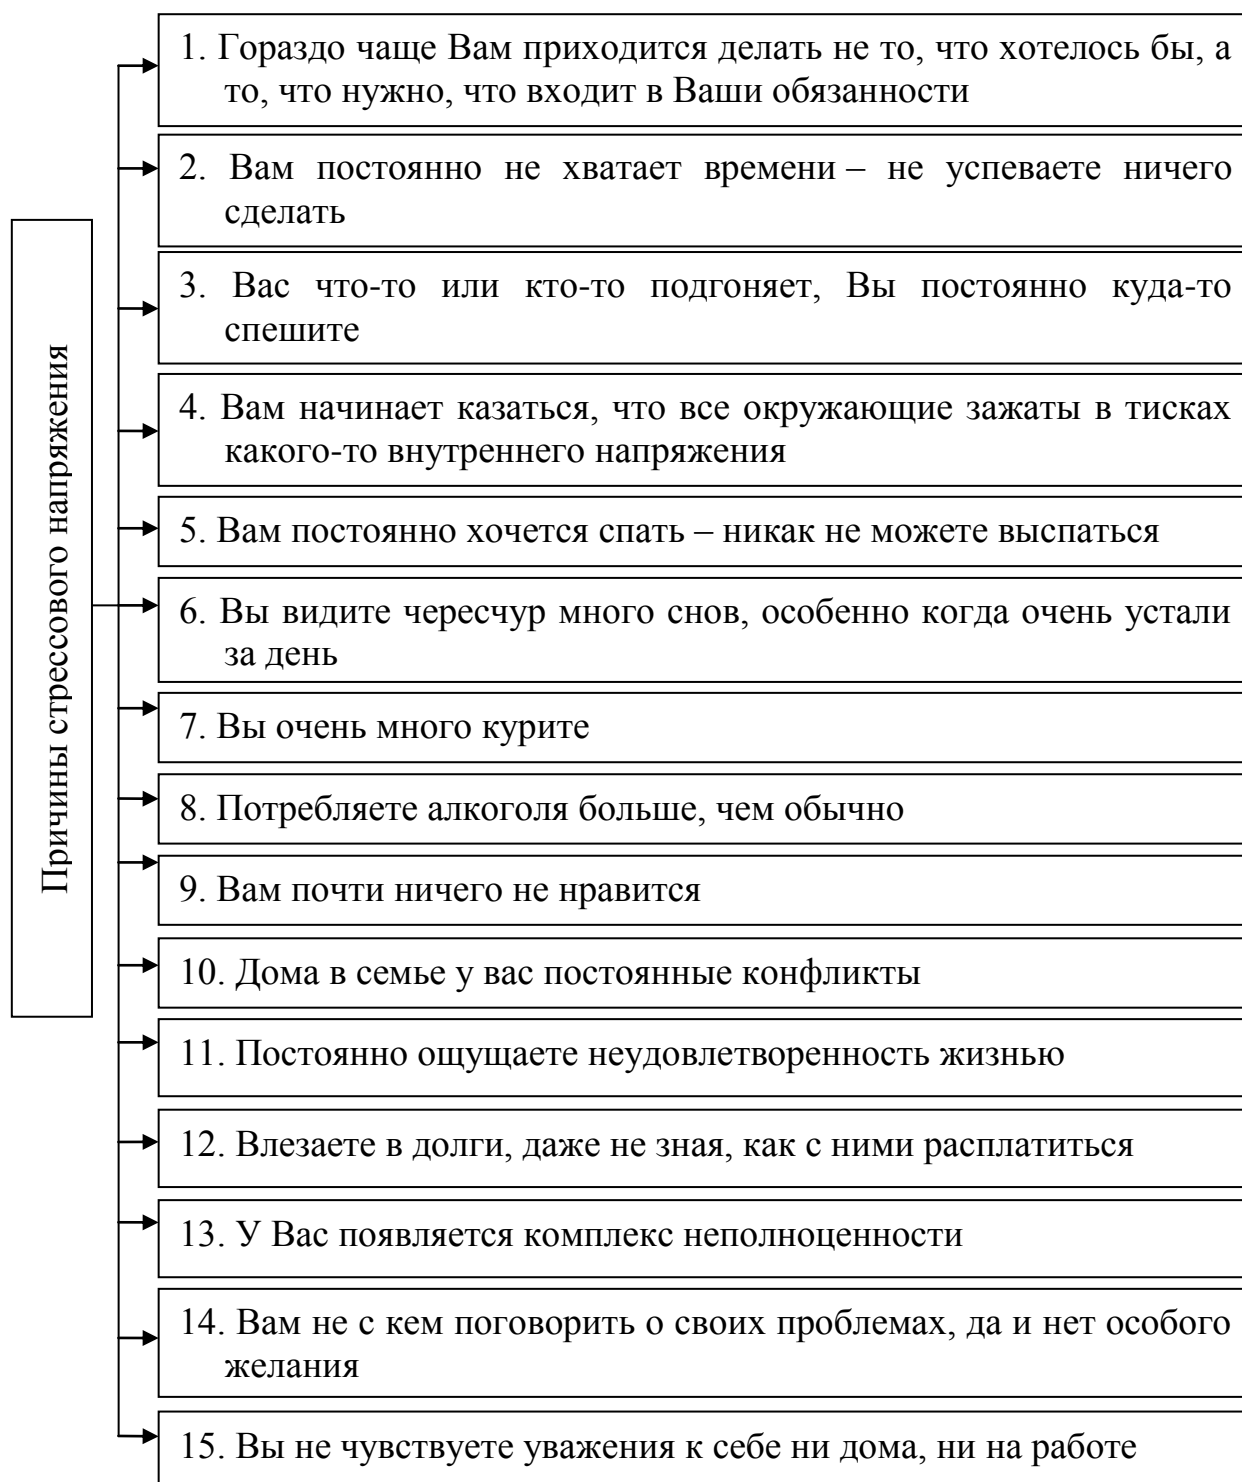 Причины стрессового напряжения
1. Гораздо чаще Вам приходится делать не то, что хотелось бы, а
то, что нужно, что входит в Ваши обязанности
2. Вам постоянно не хватает времени – не успеваете ничего
сделать
3. Вас что-то или кто-то подгоняет, Вы постоянно куда-то
спешите
4. Вам начинает казаться, что все окружающие зажаты в тисках
какого-то внутреннего напряжения
5. Вам постоянно хочется спать – никак не можете выспаться
6. Вы видите чересчур много снов, особенно когда очень устали
за день
7. Вы очень много курите
8. Потребляете алкоголя больше, чем обычно
9. Вам почти ничего не нравится
10. Дома в семье у вас постоянные конфликты
11. Постоянно ощущаете неудовлетворенность жизнью
12. Влезаете в долги, даже не зная, как с ними расплатиться
13. У Вас появляется комплекс неполноценности
14. Вам не с кем поговорить о своих проблемах, да и нет особого
желания
15. Вы не чувствуете уважения к себе ни дома, ни на работе